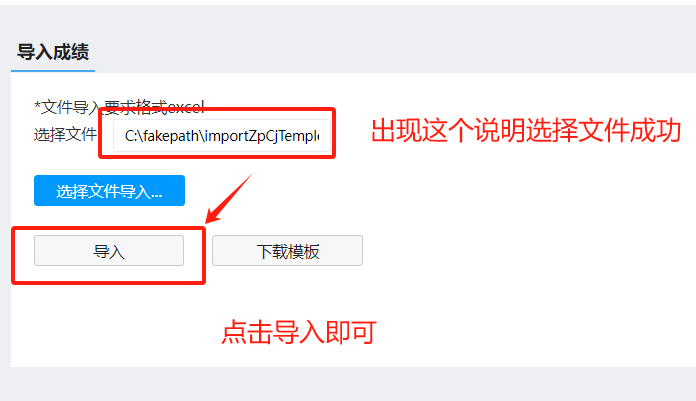 导入成绩
*文件导入要求格式excel
选择文件 C:\fakepath\importZpCjTemple
出现这个说明选择文件成功
选择文件导入...
导入 下载模板
点击导入即可